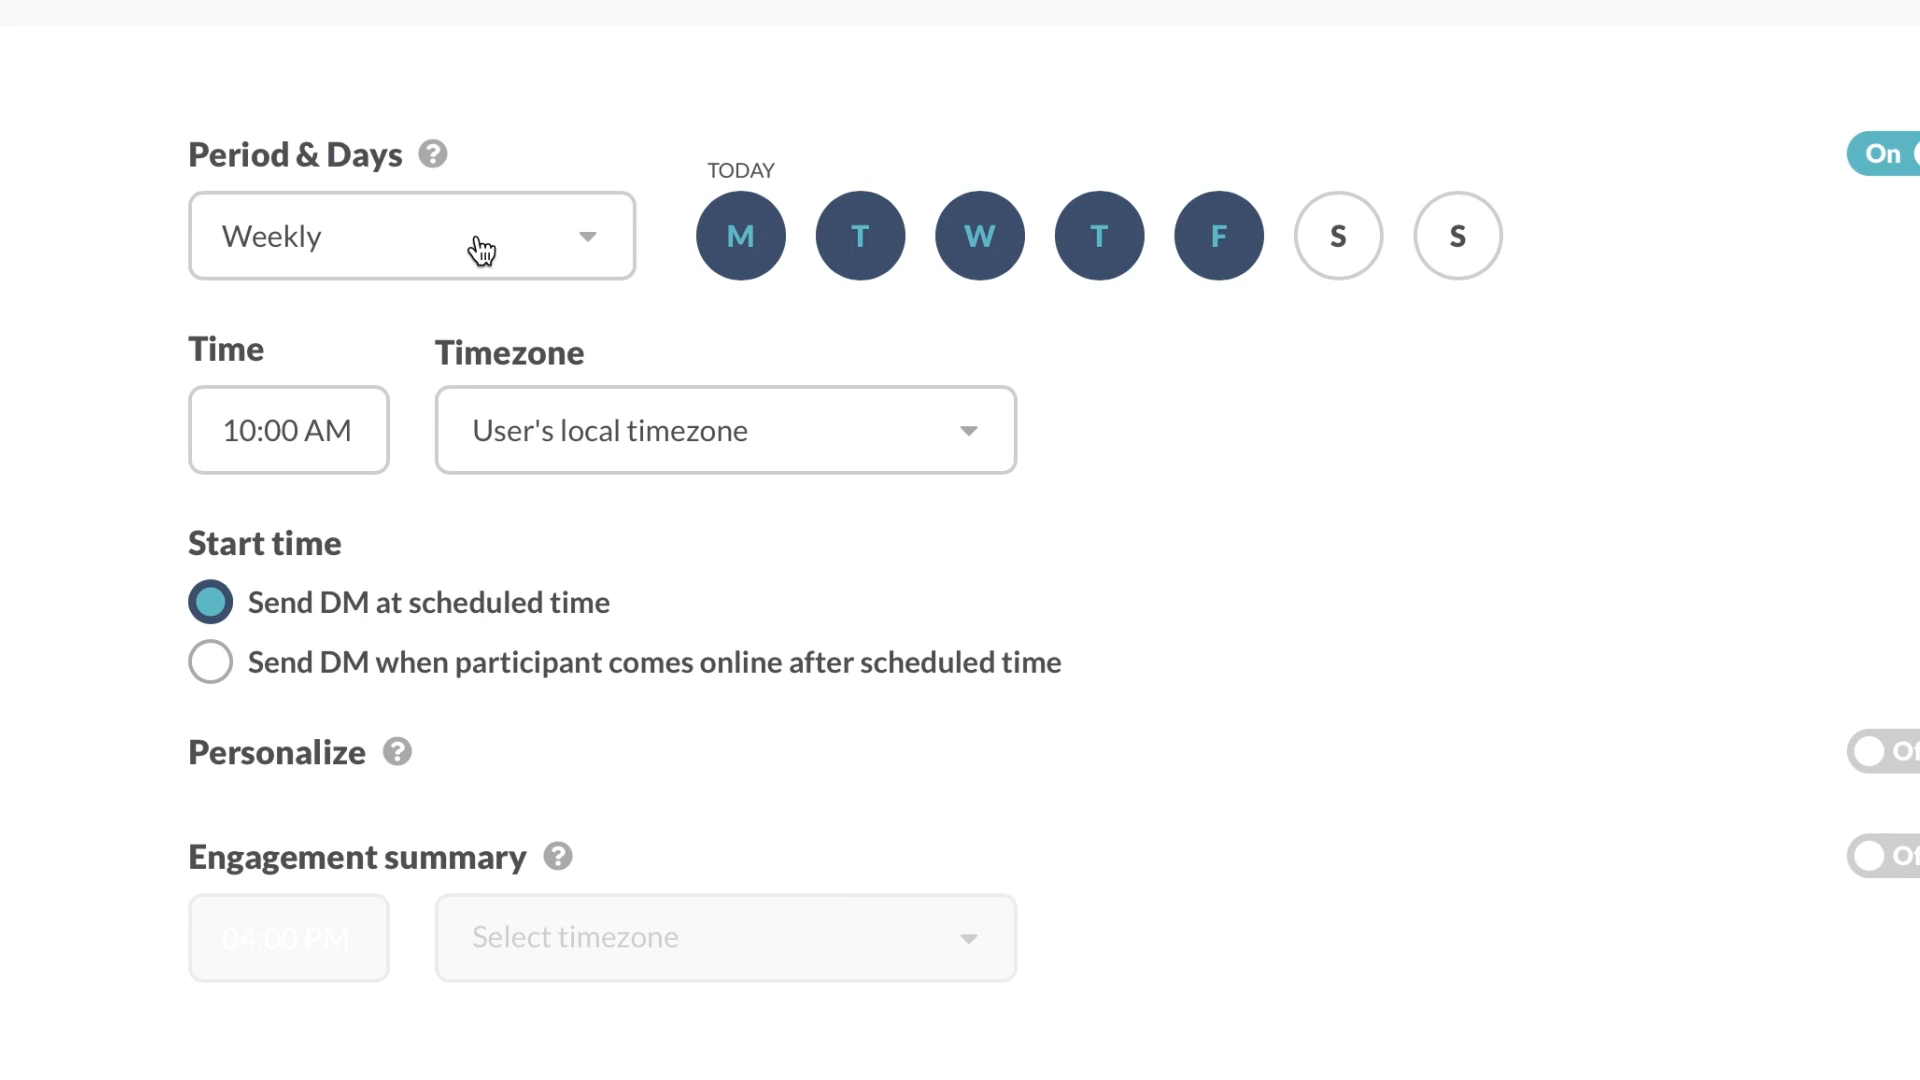 Period & Days ?
TODAY
Weekly M T W T F S S
On
Time Timezone
10:00 AM User's local timezone
Start time
Send DM at scheduled time
Send DM when participant comes online after scheduled time
Personalize ?
Engagement summary ?
04:00 PM Select timezone